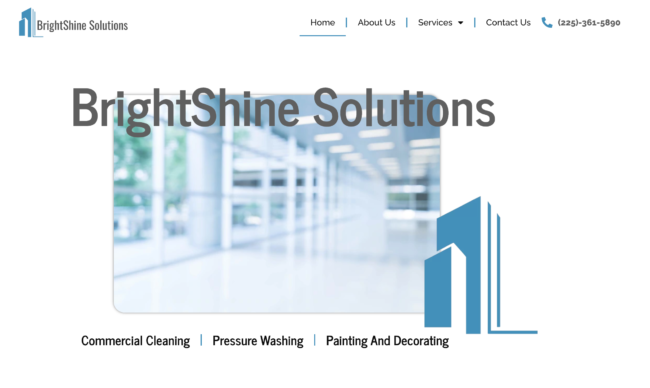 BrightShine Solutions
Home | About Us | Services | Contact Us (225)-361-5890
BrightShine Solutions
Commercial Cleaning | Pressure Washing | Painting And Decorating